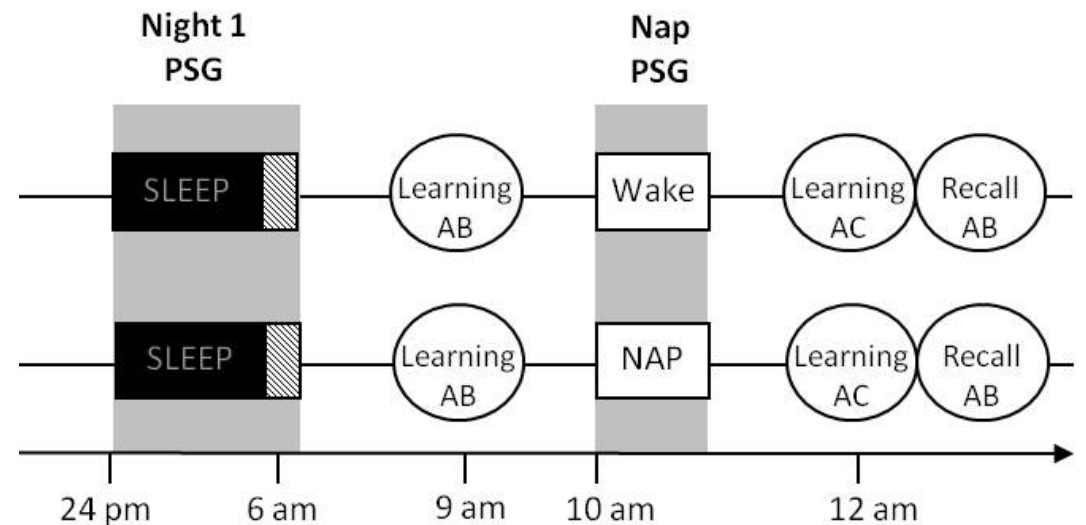 Night 1
PSG
Nap
PSG
SLEEP
Learning
AB
Wake
Learning
AC
Recall
AB
SLEEP
Learning
AB
NAP
Learning
AC
Recall
AB
24 pm
6 am
9 am
10 am
12 am